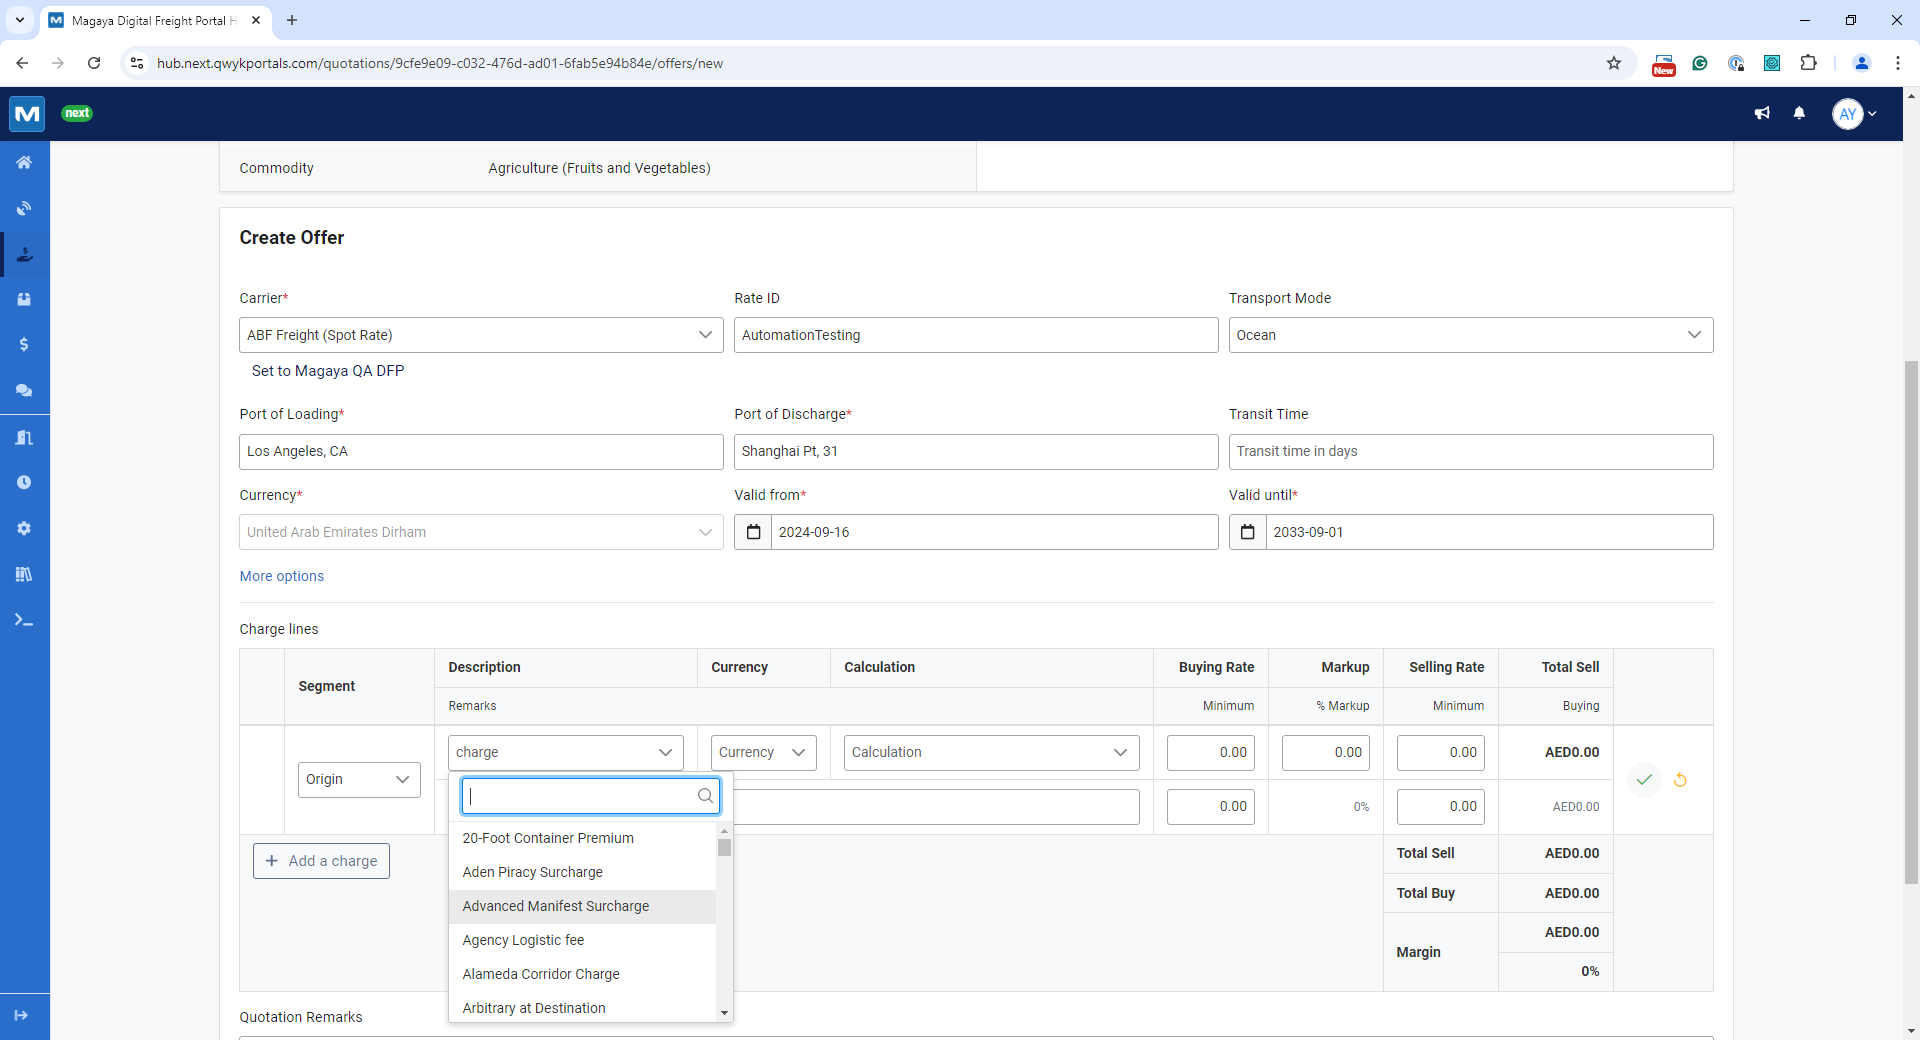 Magaya Digital Freight Portal H
hub.next.qwykportals.com/quotations/9cfe9e09-c032-476d-ad01-6fab5e94b84e/offers/new
New
M
next
AY
Commodity
Agriculture (Fruits and Vegetables)
Create Offer
Carrier*
Rate ID
Transport Mode
ABF Freight (Spot Rate)
AutomationTesting
Ocean
Set to Magaya QA DFP
Port of Loading*
Port of Discharge*
Transit Time
Los Angeles, CA
Shanghai Pt, 31
Transit time in days
Currency*
Valid from*
Valid until*
United Arab Emirates Dirham
2024-09-16
2033-09-01
More options
Charge lines
Segment
Description
Currency
Calculation
Buying Rate
Markup
Selling Rate
Total Sell
Remarks
Minimum
% Markup
Minimum
Buying
Origin
charge
Currency
Calculation
0.00
0.00
0.00
AED0.00
0.00
0%
0.00
AED0.00
20-Foot Container Premium
Aden Piracy Surcharge
Advanced Manifest Surcharge
Agency Logistic fee
Alameda Corridor Charge
Arbitrary at Destination
Add a charge
Total Sell
AED0.00
Total Buy
AED0.00
Margin
AED0.00
0%
Quotation Remarks